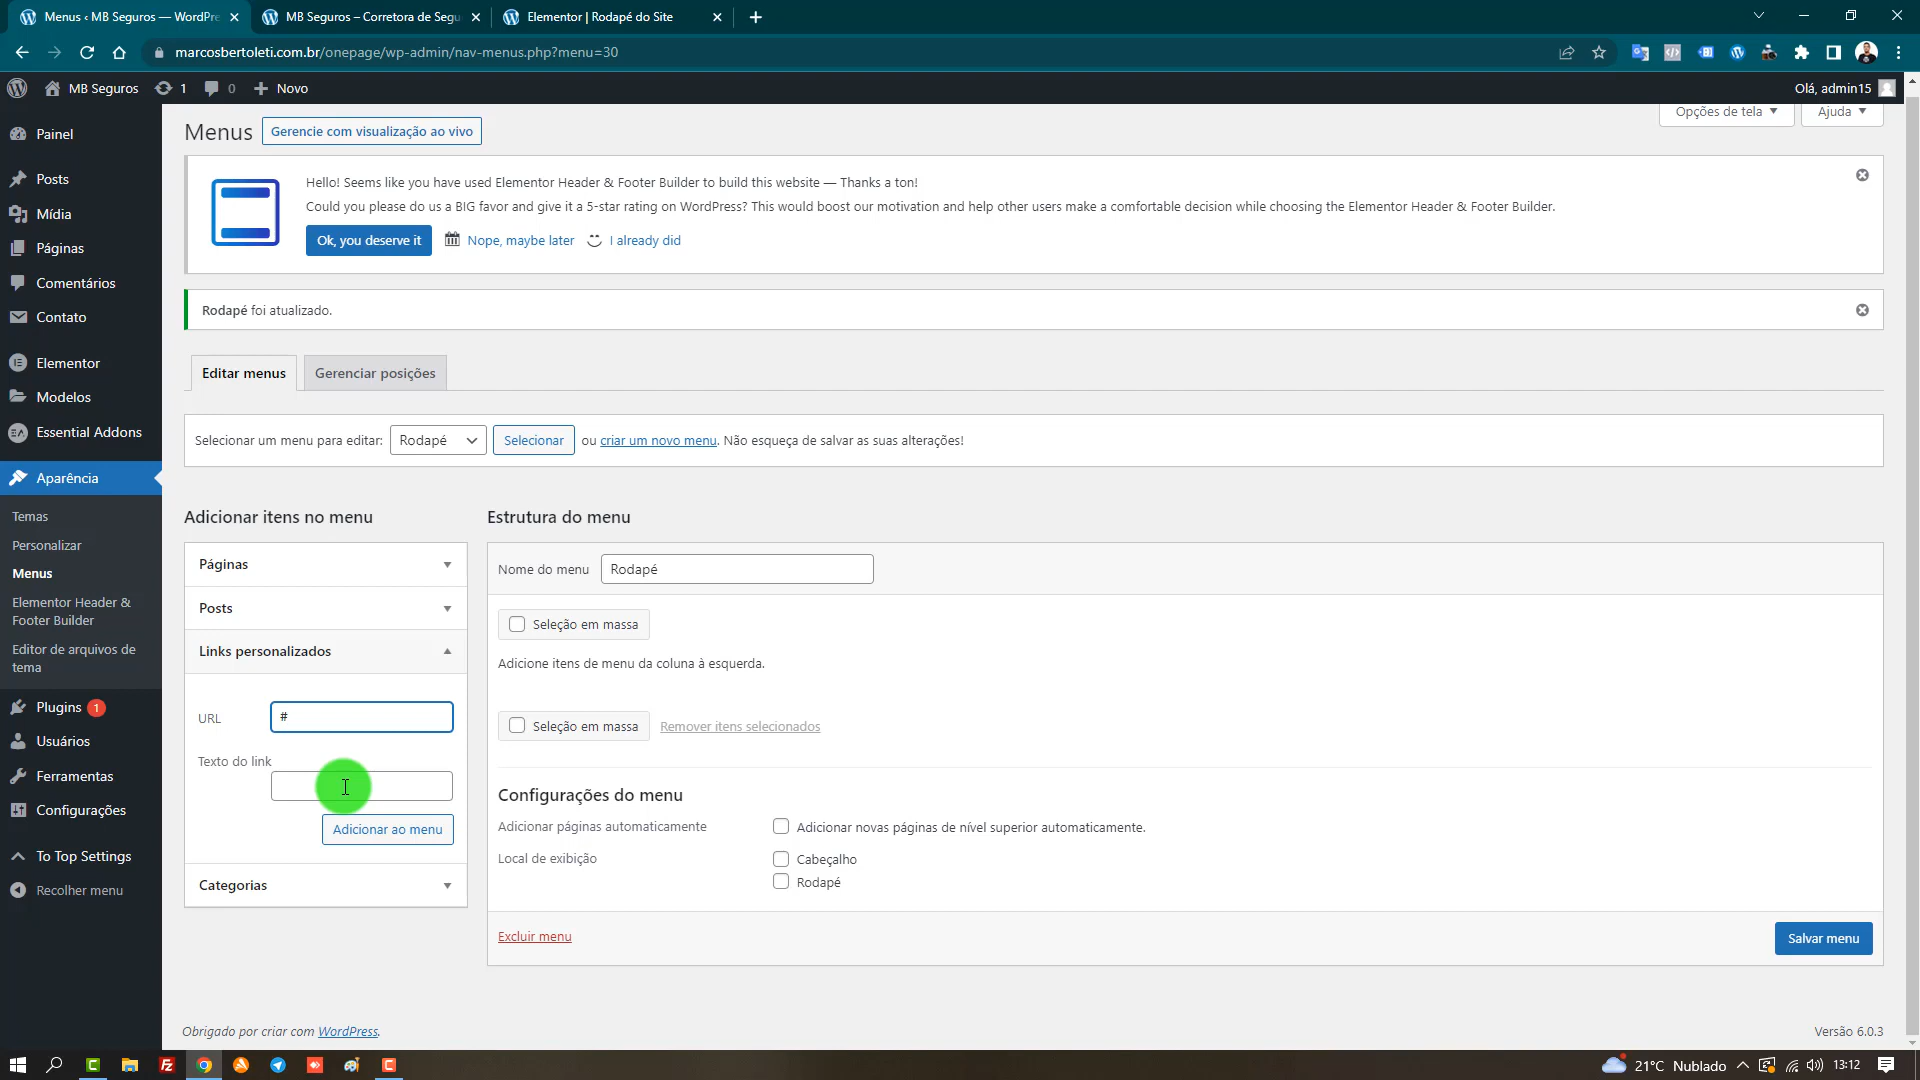 Menus ‹ MB Seguros — WordPre
MB Seguros – Corretora de Segu
Elementor | Rodapé do Site
marcosbertoleti.com.br/onepage/wp-admin/nav-menus.php?menu=30
MB Seguros
1
0
Novo
Olá, admin15
Painel
Posts
Mídia
Páginas
Comentários
Contato
Elementor
Modelos
Essential Addons
Aparência
Temas
Personalizar
Menus
Elementor Header &
Footer Builder
Editor de arquivos de
tema
Plugins 1
Usuários
Ferramentas
Configurações
To Top Settings
Recolher menu
Menus
Gerencie com visualização ao vivo
Opções de tela
Ajuda
Hello! Seems like you have used Elementor Header & Footer Builder to build this website — Thanks a ton!
Could you please do us a BIG favor and give it a 5-star rating on WordPress? This would boost our motivation and help other users make a comfortable decision while choosing the Elementor Header & Footer Builder.
Ok, you deserve it
Nope, maybe later
I already did
Rodapé foi atualizado.
Editar menus
Gerenciar posições
Selecionar um menu para editar: Rodapé Selecionar ou criar um novo menu. Não esqueça de salvar as suas alterações!
Adicionar itens no menu
Páginas
Posts
Links personalizados
URL
#
Texto do link
Adicionar ao menu
Categorias
Estrutura do menu
Nome do menu
Rodapé
Seleção em massa
Adicione itens de menu da coluna à esquerda.
Seleção em massa
Remover itens selecionados
Configurações do menu
Adicionar páginas automaticamente
Adicionar novas páginas de nível superior automaticamente.
Local de exibição
Cabeçalho
Rodapé
Excluir menu
Salvar menu
Obrigado por criar com WordPress.
Versão 6.0.3
21°C Nublado
13:12